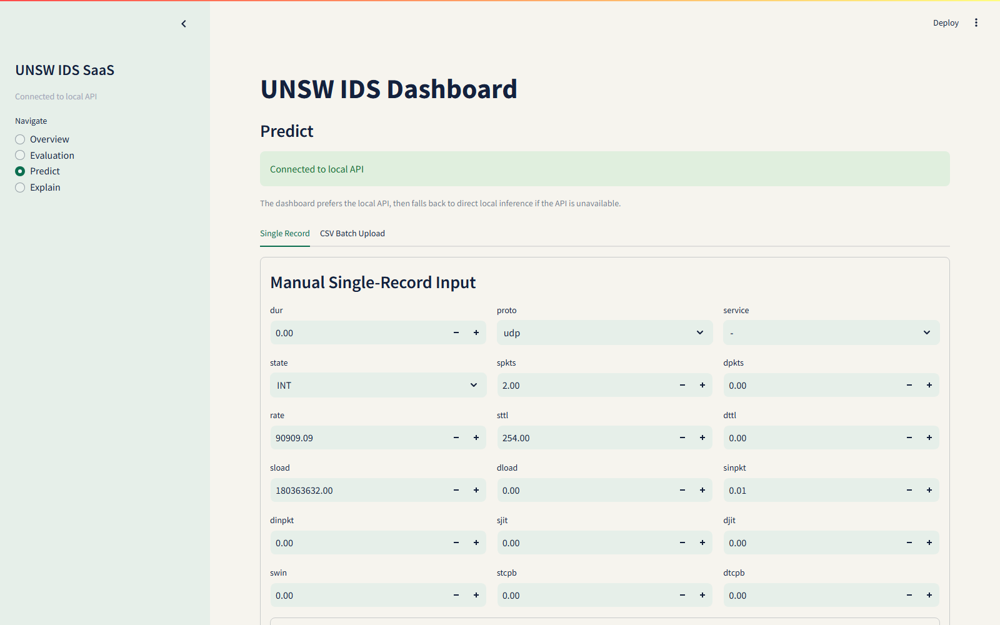 Deploy
UNSW IDS SaaS
Connected to local API
Navigate
Overview
Evaluation
Predict
Explain
UNSW IDS Dashboard
Predict
Connected to local API
The dashboard prefers the local API, then falls back to direct local inference if the API is unavailable.
Single Record CSV Batch Upload
Manual Single-Record Input
dur proto service
0.00 udp -
state spkts dpkts
INT 2.00 0.00
rate sttl dttl
90909.09 254.00 0.00
sload dload sinpkt
180363632.00 0.00 0.01
dinpkt sjit djit
0.00 0.00 0.00
swin stcpb dtcpb
0.00 0.00 0.00